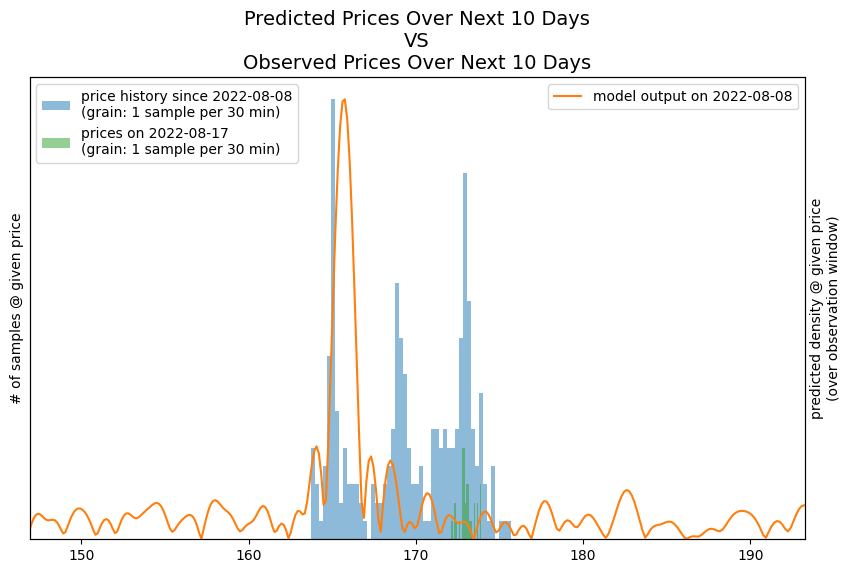 Predicted Prices Over Next 10 Days
VS
Observed Prices Over Next 10 Days
price history since 2022-08-08
(grain: 1 sample per 30 min)
prices on 2022-08-17
(grain: 1 sample per 30 min)
model output on 2022-08-08
# of samples @ given price
predicted density @ given price
(over observation window)
150
160
170
180
190